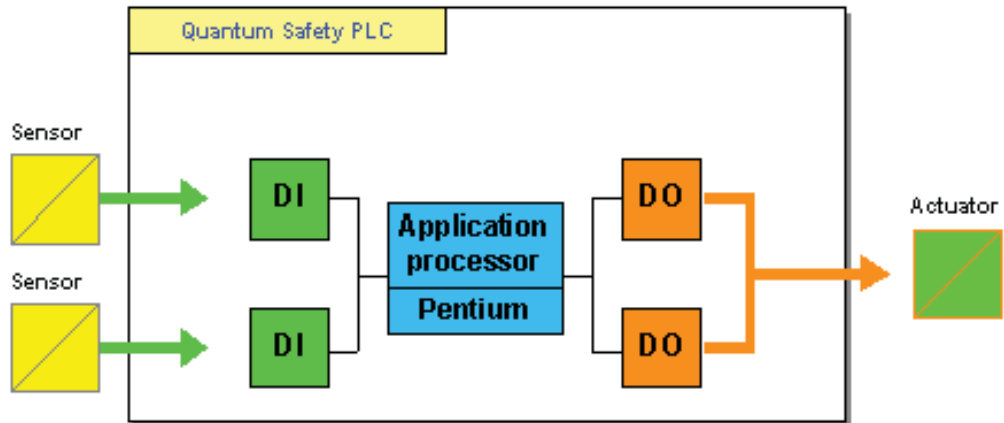 Quantum Safety PLC
Sensor
DI
DO
Application
processor
Actuator
Sensor
Pentium
DI
DO